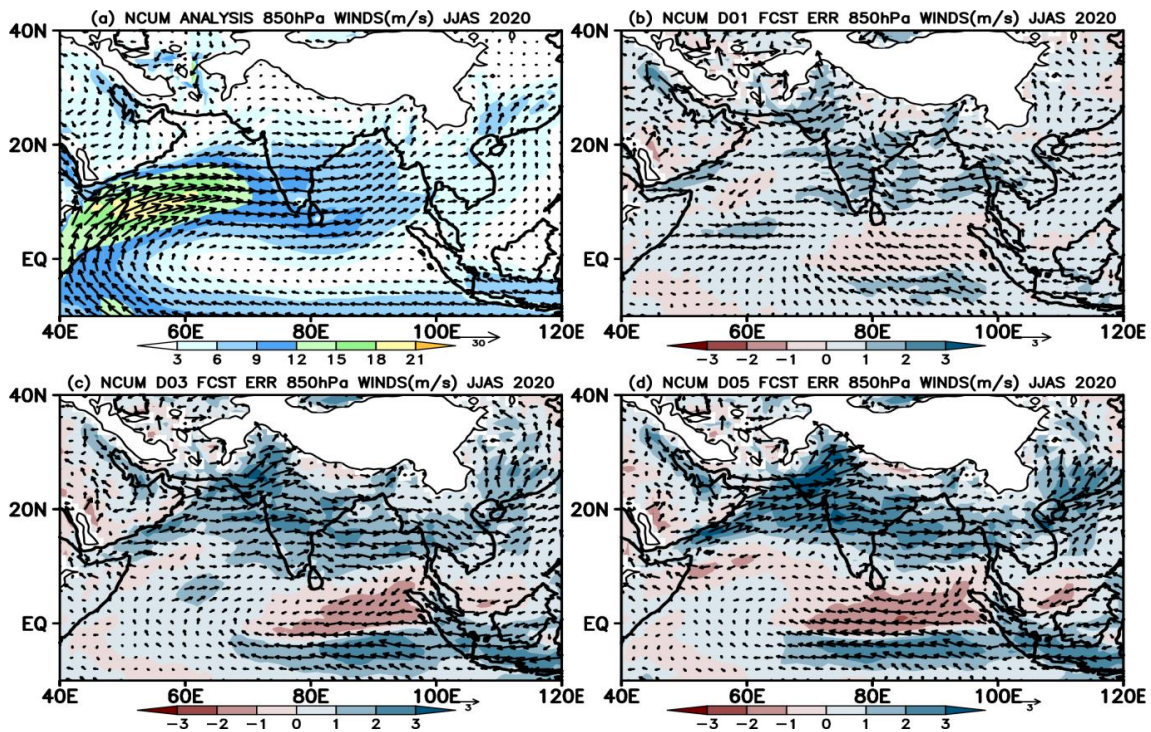 (a) NCUM ANALYSIS 850hPa WINDS(m/s) JJAS 2020
40N
20N
EQ
40E 60E 80E 100E 120E
3 6 9 12 15 18 21
30
(b) NCUM D01 FCST ERR 850hPa WINDS(m/s) JJAS 2020
40N
20N
EQ
40E 60E 80E 100E 120E
-3 -2 -1 0 1 2 3
3
(c) NCUM D03 FCST ERR 850hPa WINDS(m/s) JJAS 2020
40N
20N
EQ
40E 60E 80E 100E 120E
-3 -2 -1 0 1 2 3
3
(d) NCUM D05 FCST ERR 850hPa WINDS(m/s) JJAS 2020
40N
20N
EQ
40E 60E 80E 100E 120E
-3 -2 -1 0 1 2 3
3